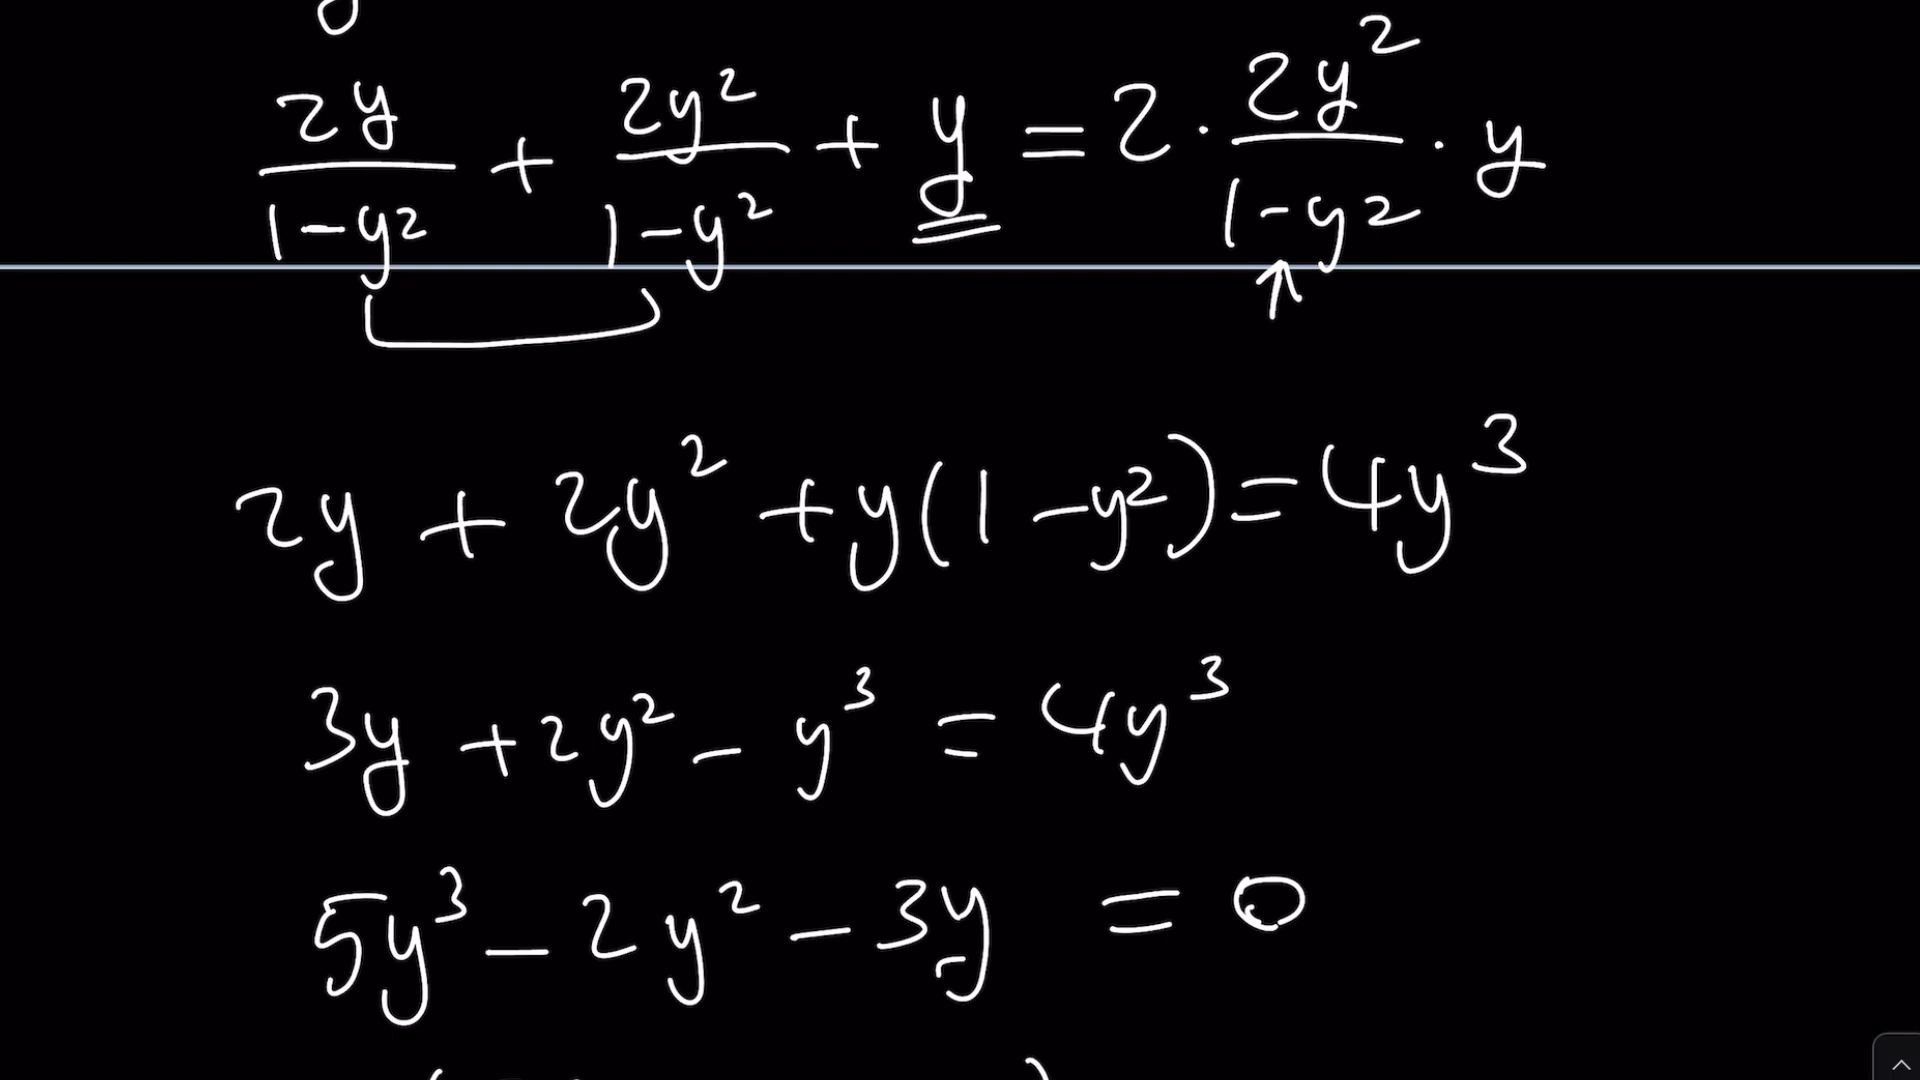 2y/(1-y²) + 2y²/(1-y²) + y = 2 · 2y²/(1-y²) · y
2y + 2y² + y(1-y²) = 4y³
3y + 2y² - y³ = 4y³
5y³ - 2y² - 3y = 0